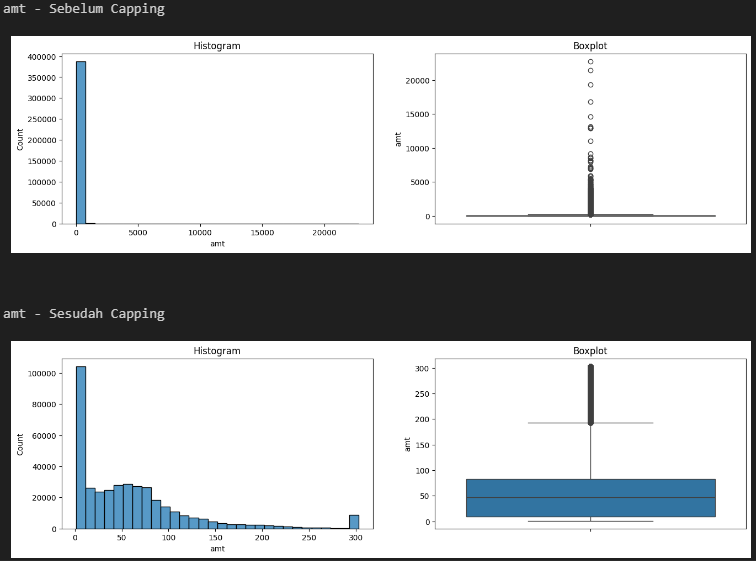 amt - Sebelum Capping
Histogram
400000
350000
300000
250000
200000
150000
100000
50000
0
Count
0 5000 10000 15000 20000
amt
Boxplot
20000
15000
10000
5000
0
amt
amt - Sesudah Capping
Histogram
100000
80000
60000
40000
20000
0
Count
0 50 100 150 200 250 300
amt
Boxplot
300
250
200
150
100
50
0
amt